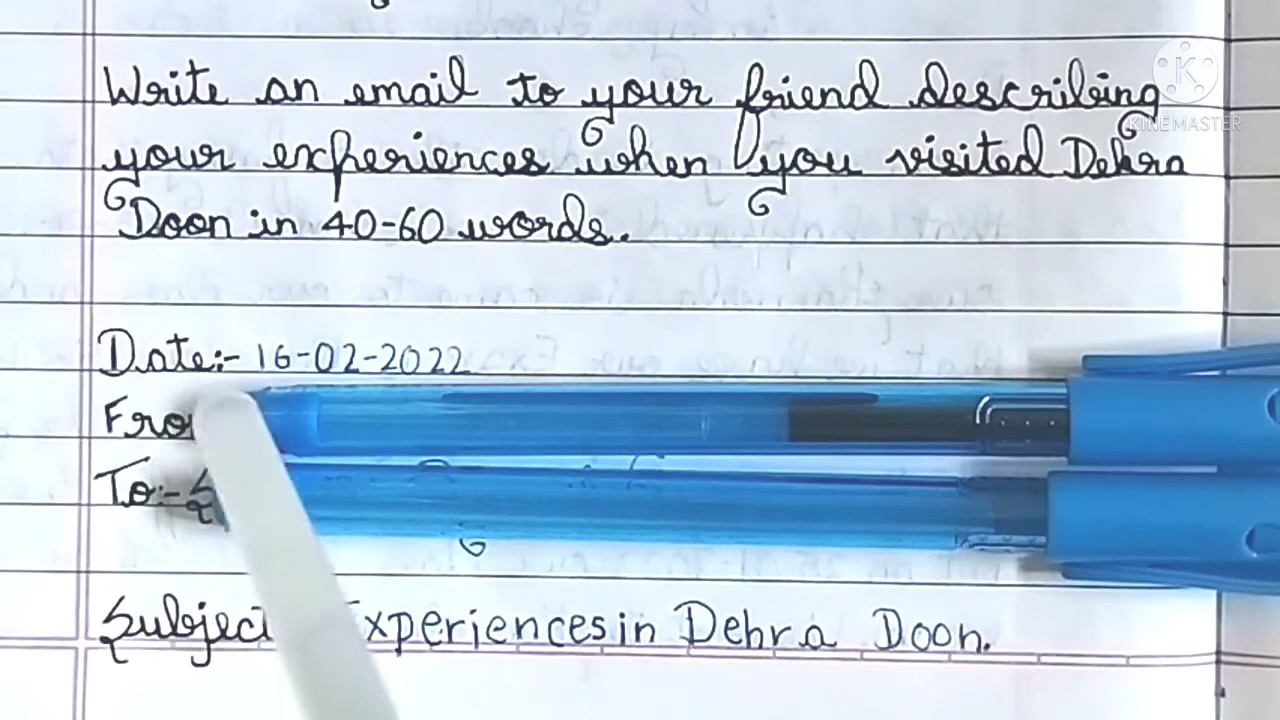 Write an email to your friend describing
your experiences when you visited Dehra
Doon in 40-60 words.
Date:- 16-02-2022
To:-
Experiences in Dehra Doon.
K
KINEMASTER